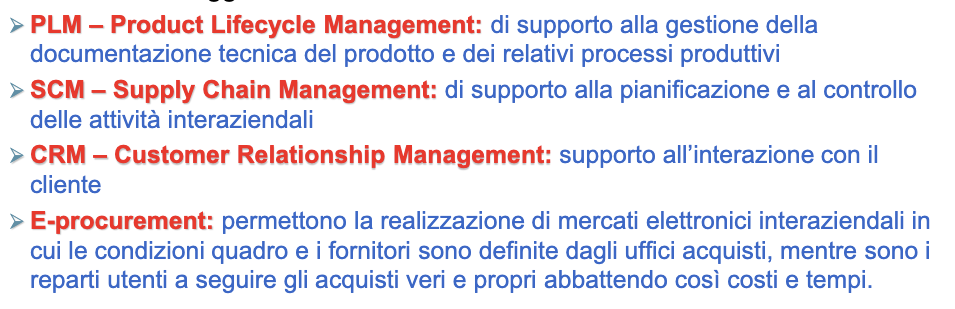 ➢ PLM – Product Lifecycle Management: di supporto alla gestione della
documentazione tecnica del prodotto e dei relativi processi produttivi
➢ SCM – Supply Chain Management: di supporto alla pianificazione e al controllo
delle attività interaziendali
➢ CRM – Customer Relationship Management: supporto all’interazione con il
cliente
➢ E-procurement: permettono la realizzazione di mercati elettronici interaziendali in
cui le condizioni quadro e i fornitori sono definite dagli uffici acquisti, mentre sono i
reparti utenti a seguire gli acquisti veri e propri abbattendo così costi e tempi.